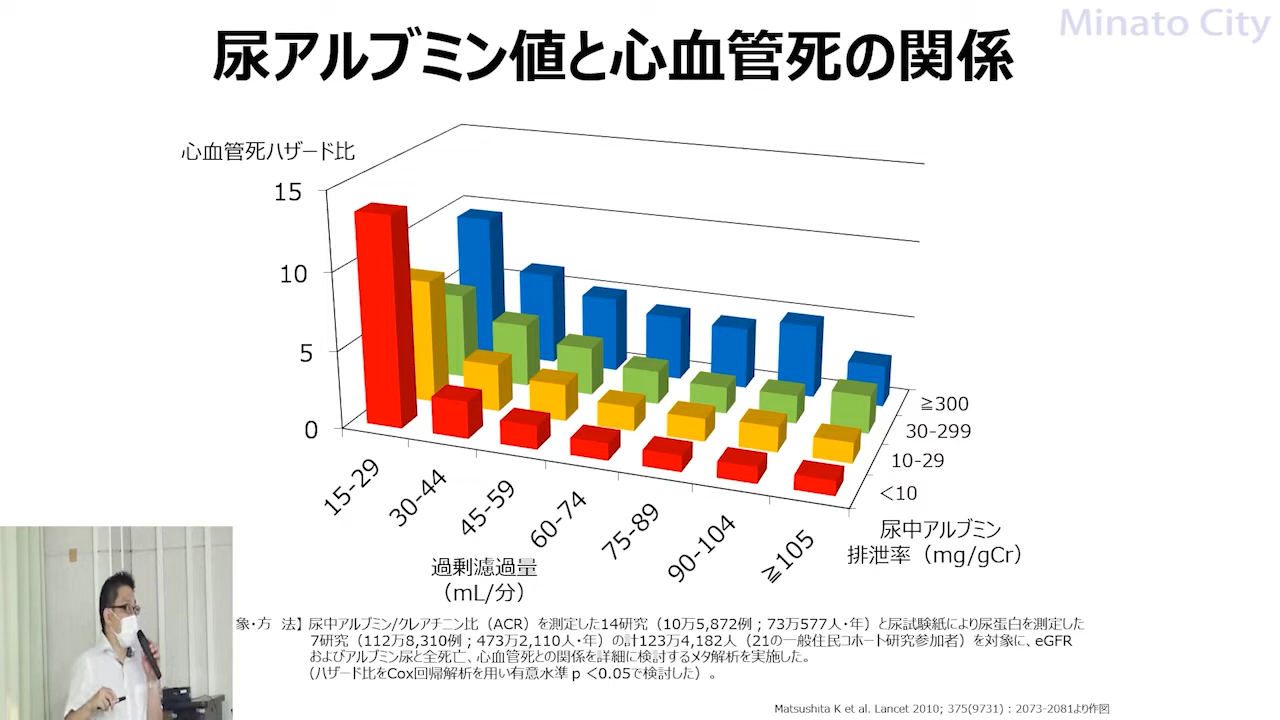 Minato City
尿アルブミン値と心血管死の関係
心血管死ハザード比
15
10
5
0
15-29
30-44
45-59
60-74
75-89
90-104
≧105
≧300
30-299
10-29
<10
過剰濾過量
（mL/分）
尿中アルブミン
排泄率（mg/gCr）
象・方　法】尿中アルブミン/クレアチニン比（ACR）を測定した14研究（10万5,872例；73万577人・年）と尿試験紙により尿蛋白を測定した
7研究（112万8,310例；473万2,110人・年）の計123万4,182人（21の一般住民コホート研究参加者）を対象に、eGFR
およびアルブミン尿と全死亡、心血管死との関係を詳細に検討するメタ解析を実施した。
（ハザード比をCox回帰解析を用い有意水準ｐ＜0.05で検討した）。
Matsushita K et al. Lancet 2010; 375(9731) : 2073-2081より作図